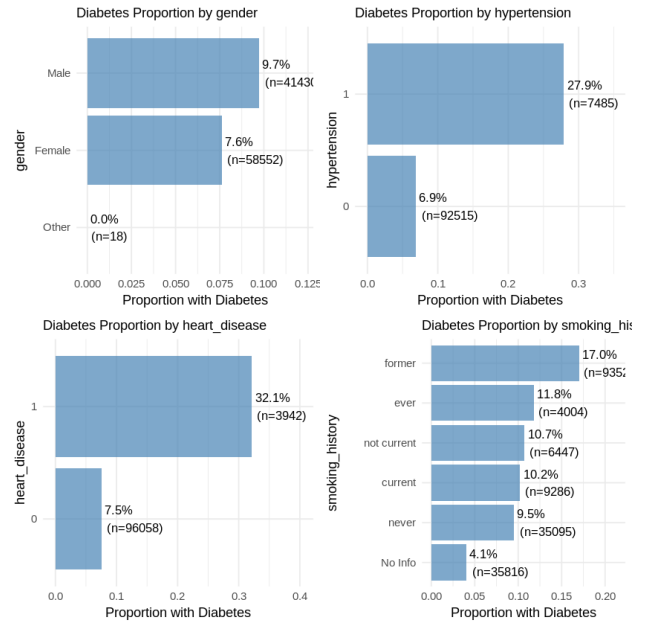 Diabetes Proportion by gender
Male
9.7%
(n=41430
Female
7.6%
(n=58552)
Other
0.0%
(n=18)
gender
0.000 0.025 0.050 0.075 0.100 0.125
Proportion with Diabetes
Diabetes Proportion by hypertension
1
27.9%
(n=7485)
0
6.9%
(n=92515)
hypertension
0.0 0.1 0.2 0.3
Proportion with Diabetes
Diabetes Proportion by heart_disease
1
32.1%
(n=3942)
0
7.5%
(n=96058)
heart_disease
0.0 0.1 0.2 0.3 0.4
Proportion with Diabetes
Diabetes Proportion by smoking_his
former
17.0%
(n=9352
ever
11.8%
(n=4004)
not current
10.7%
(n=6447)
current
10.2%
(n=9286)
never
9.5%
(n=35095)
No Info
4.1%
(n=35816)
smoking_history
0.00 0.05 0.10 0.15 0.20
Proportion with Diabetes